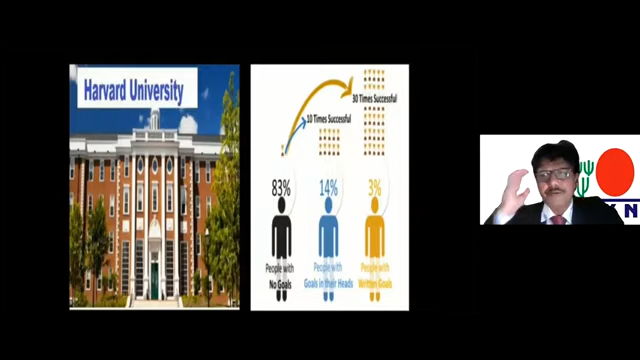 Harvard University
30 Times Successful
10 Times Successful
83%
14%
3%
People with
No Goals
People with
Goals in their Heads
People with
Written Goals
K N